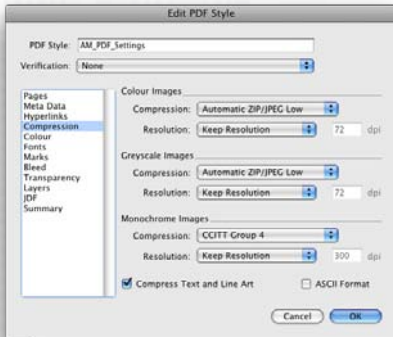 Edit PDF Style
PDF Style: AM_PDF_Settings
Verification: None
Pages
Meta Data
Hyperlinks
Compression
Colour
Fonts
Marks
Bleed
Transparency
Layers
JDF
Summary
Colour Images
Compression: Automatic ZIP/JPEG Low
Resolution: Keep Resolution 72 dpi
Greyscale Images
Compression: Automatic ZIP/JPEG Low
Resolution: Keep Resolution 72 dpi
Monochrome Images
Compression: CCITT Group 4
Resolution: Keep Resolution 300 dpi
Compress Text and Line Art ASCII Format
Cancel OK